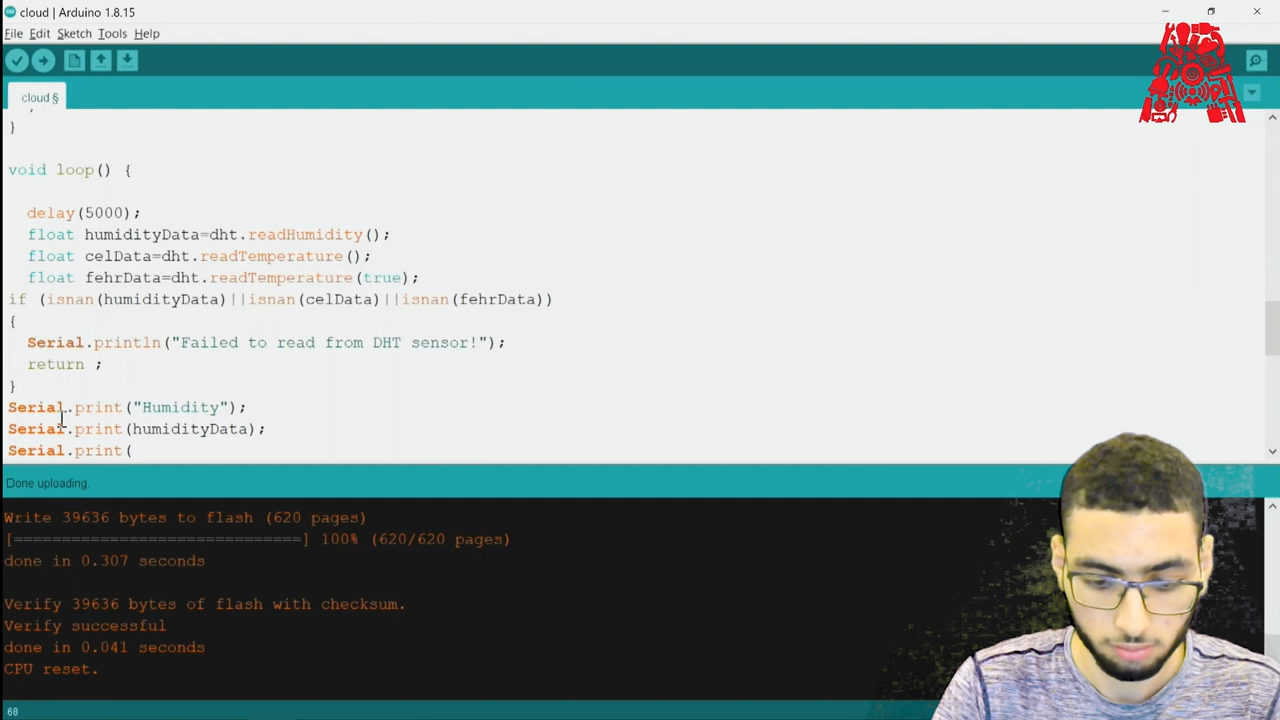 cloud | Arduino 1.8.15
File Edit Sketch Tools Help
cloud §
}
void loop() {
delay(5000);
float humidityData=dht.readHumidity();
float celData=dht.readTemperature();
float fehrData=dht.readTemperature(true);
if (isnan(humidityData)||isnan(celData)||isnan(fehrData))
{
Serial.println("Failed to read from DHT sensor!");
return ;
}
Serial.print("Humidity");
Serial.print(humidityData);
Serial.print(
Done uploading.
Write 39636 bytes to flash (620 pages)
[==============================] 100% (620/620 pages)
done in 0.307 seconds
Verify 39636 bytes of flash with checksum.
Verify successful
done in 0.041 seconds
CPU reset.
68